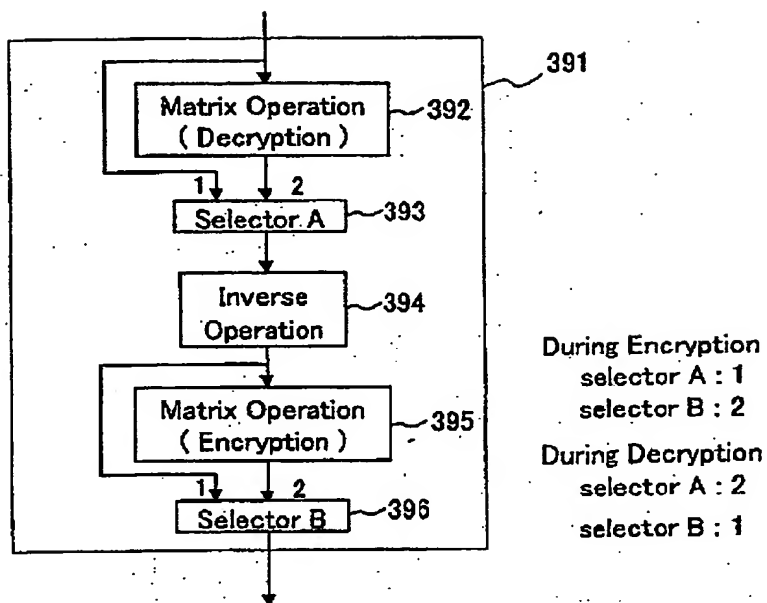 391
Matrix Operation
( Decryption )
392
1 2
Selector A
393
Inverse
Operation
394
Matrix Operation
( Encryption )
395
1 2
Selector B
396
During Encryption
selector A : 1
selector B : 2
During Decryption
selector A : 2
selector B : 1